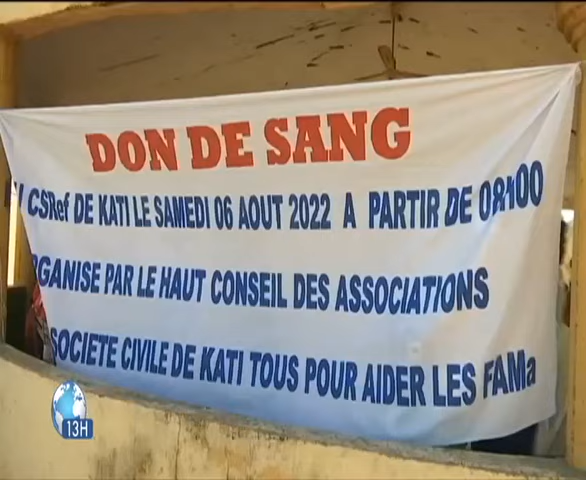 DON DE SANG
CSRef DE KATI LE SAMEDI 06 AOUT 2022 A PARTIR DE 08H00
RGANISE PAR LE HAUT CONSEIL DES ASSOCIATIONS
SOCIETE CIVILE DE KATI TOUS POUR AIDER LES FAMa
13H